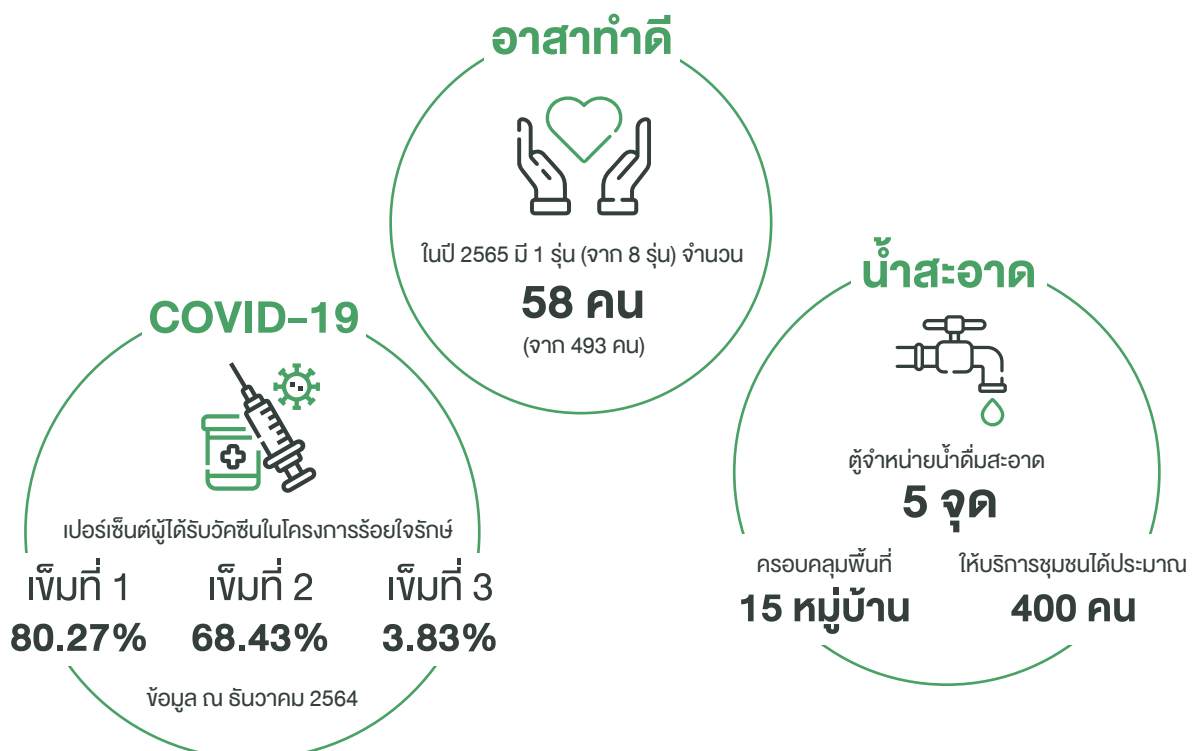 อาสาทำดี
ในปี 2565 มี 1 รุ่น (จาก 8 รุ่น) จำนวน
58 คน
(จาก 493 คน)
COVID-19
เปอร์เซ็นต์ผู้ได้รับวัคซีนในโครงการร้อยใจรักษ์
เข็มที่ 1 เข็มที่ 2 เข็มที่ 3
80.27% 68.43% 3.83%
ข้อมูล ณ ธันวาคม 2564
น้ำสะอาด
ตู้จำหน่ายน้ำดื่มสะอาด
5 จุด
ครอบคลุมพื้นที่ ให้บริการชุมชนได้ประมาณ
15 หมู่บ้าน 400 คน